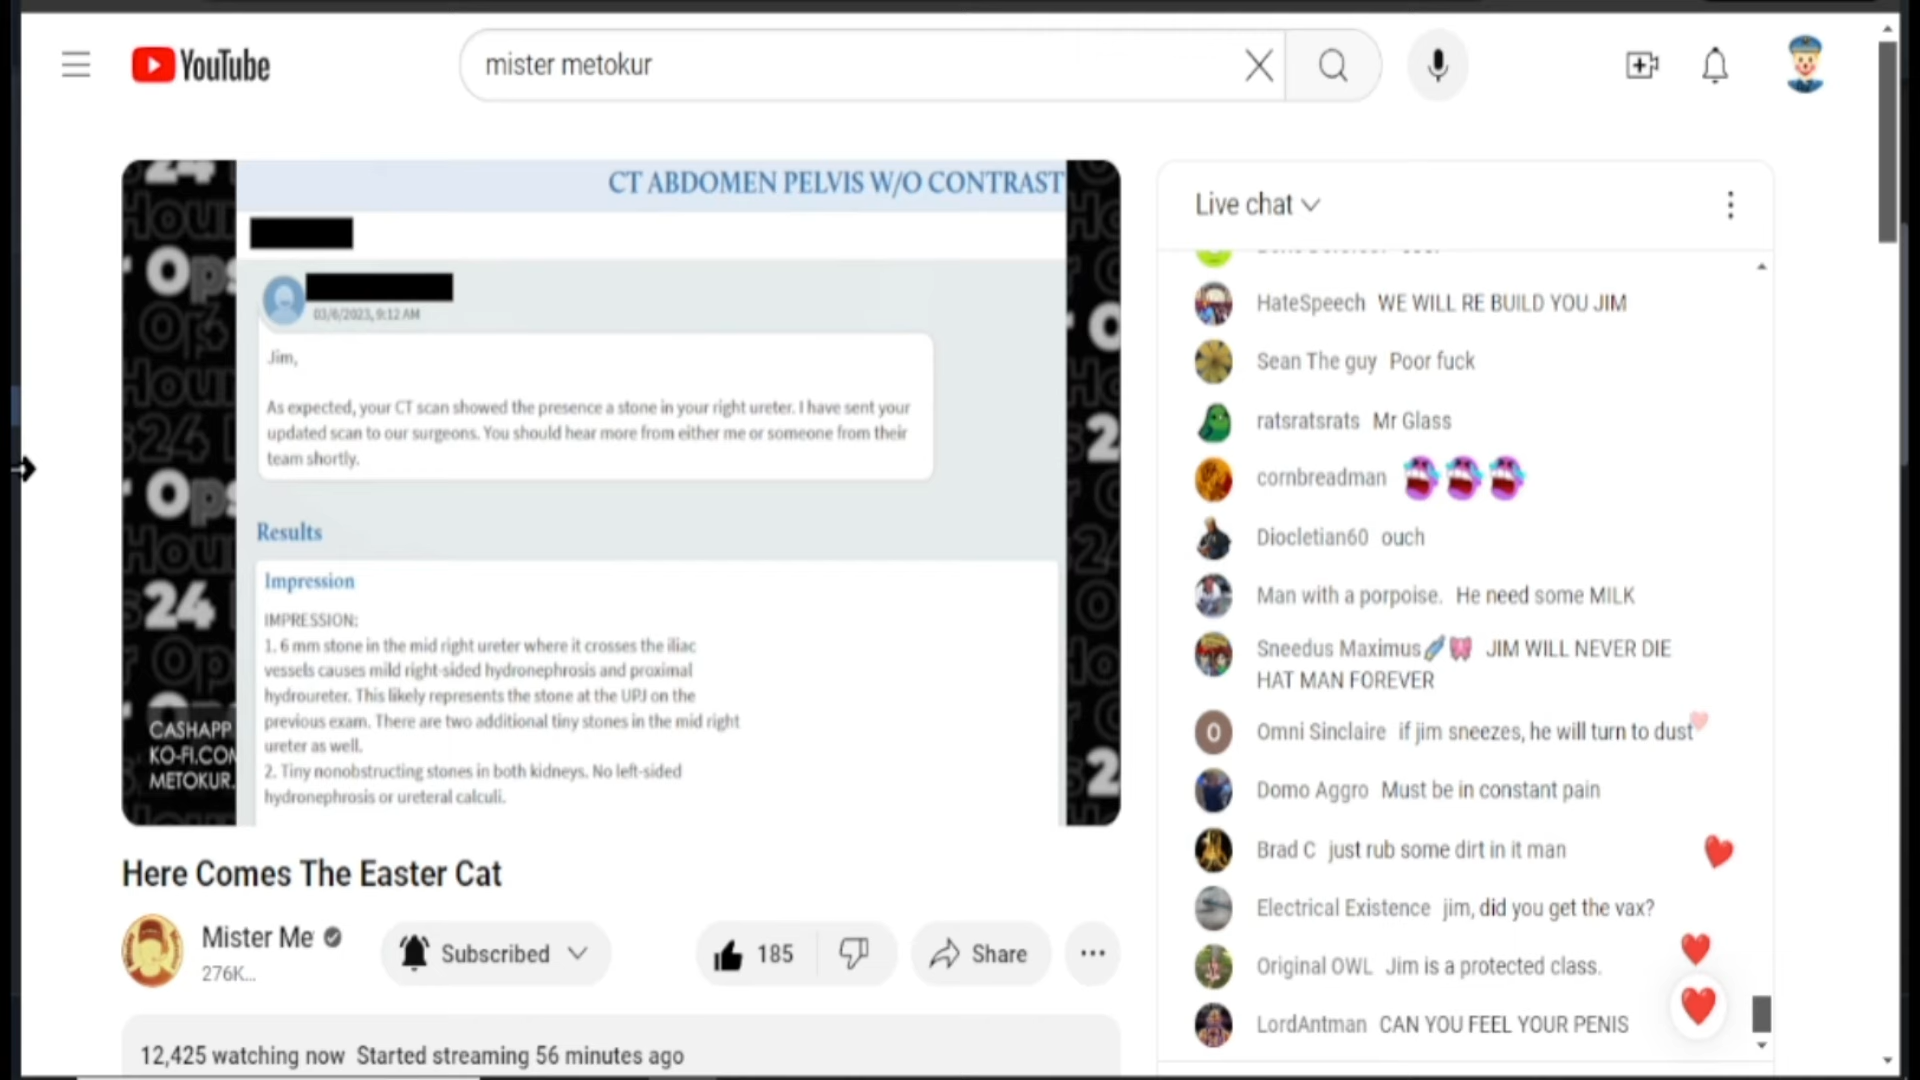 YouTube
mister metokur
CT ABDOMEN PELVIS W/O CONTRAST
03/6/2023, 9:12 AM
Jim,
As expected, your CT scan showed the presence a stone in your right ureter. I have sent your
updated scan to our surgeons. You should hear more from either me or someone from their
team shortly.
Results
Impression
IMPRESSION:
1. 6 mm stone in the mid right ureter where it crosses the iliac
vessels causes mild right-sided hydronephrosis and proximal
hydroureter. This likely represents the stone at the UPJ on the
previous exam. There are two additional tiny stones in the mid right
ureter as well.
2. Tiny nonobstructing stones in both kidneys. No left-sided
hydronephrosis or ureteral calculi.
24
Hour
Ops
24
CASHAPP
KO-FI.COM
METOKUR.
Here Comes The Easter Cat
Mister Me
276K...
Subscribed
185
Share
...
12,425 watching now Started streaming 56 minutes ago
Live chat
HateSpeech WE WILL RE BUILD YOU JIM
Sean The guy Poor fuck
ratsratsrats Mr Glass
cornbreadman
Diocletian60 ouch
Man with a porpoise. He need some MILK
Sneedus Maximus JIM WILL NEVER DIE
HAT MAN FOREVER
O
Omni Sinclaire if jim sneezes, he will turn to dust
Domo Aggro Must be in constant pain
Brad C just rub some dirt in it man
Electrical Existence jim, did you get the vax?
Original OWL Jim is a protected class.
LordAntman CAN YOU FEEL YOUR PENIS